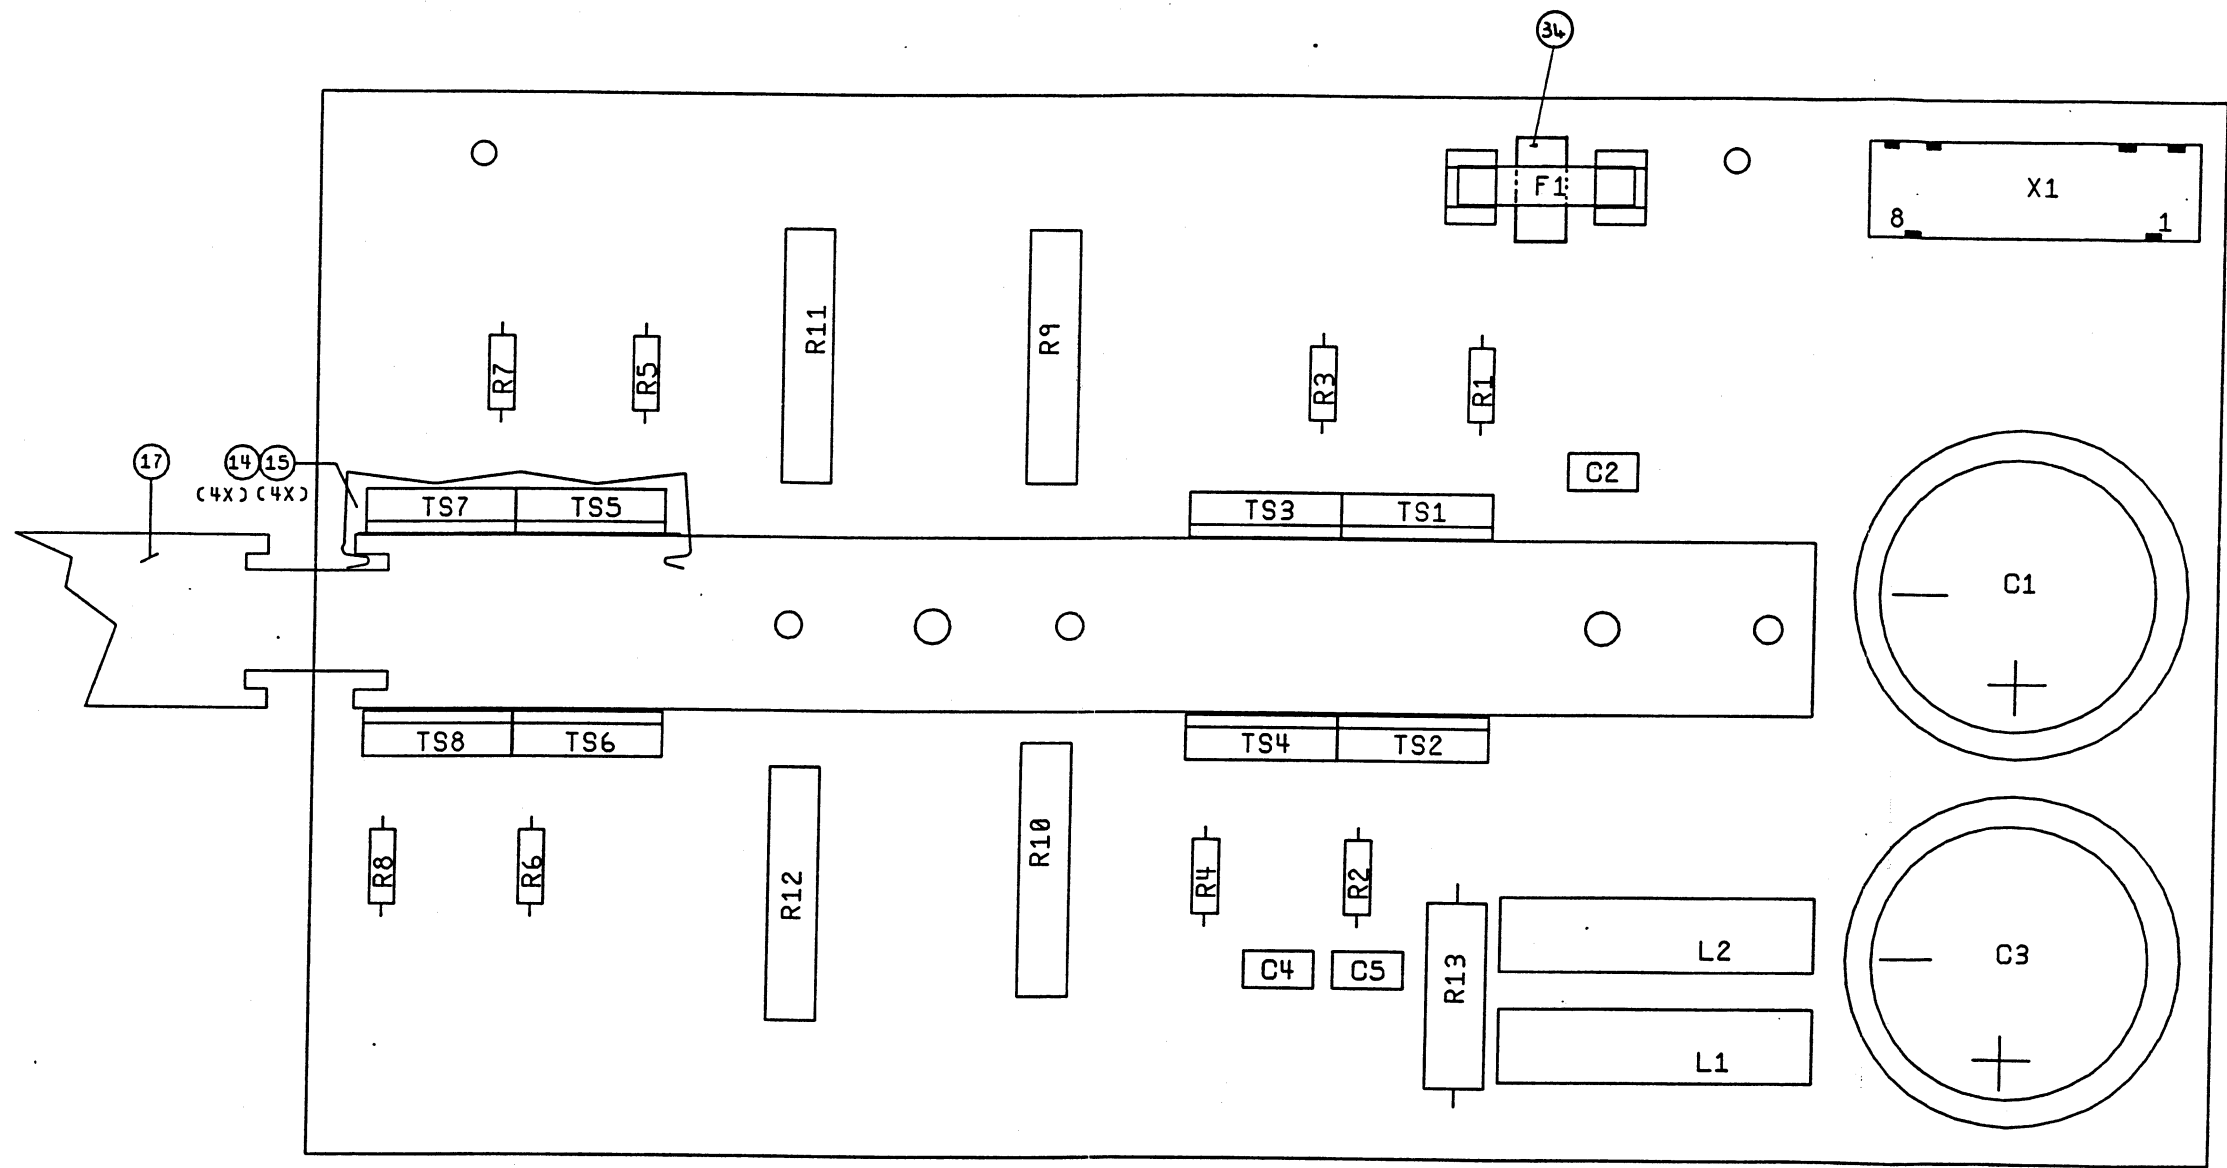 34
F1
X1
8
1
R11
R9
R7
R5
R3
R1
17
14 15
(4X) (4X)
C2
TS7
TS5
TS3
TS1
C1
TS8
TS6
TS4
TS2
R8
R6
R12
R10
R4
R2
C4
C5
R13
L2
C3
L1